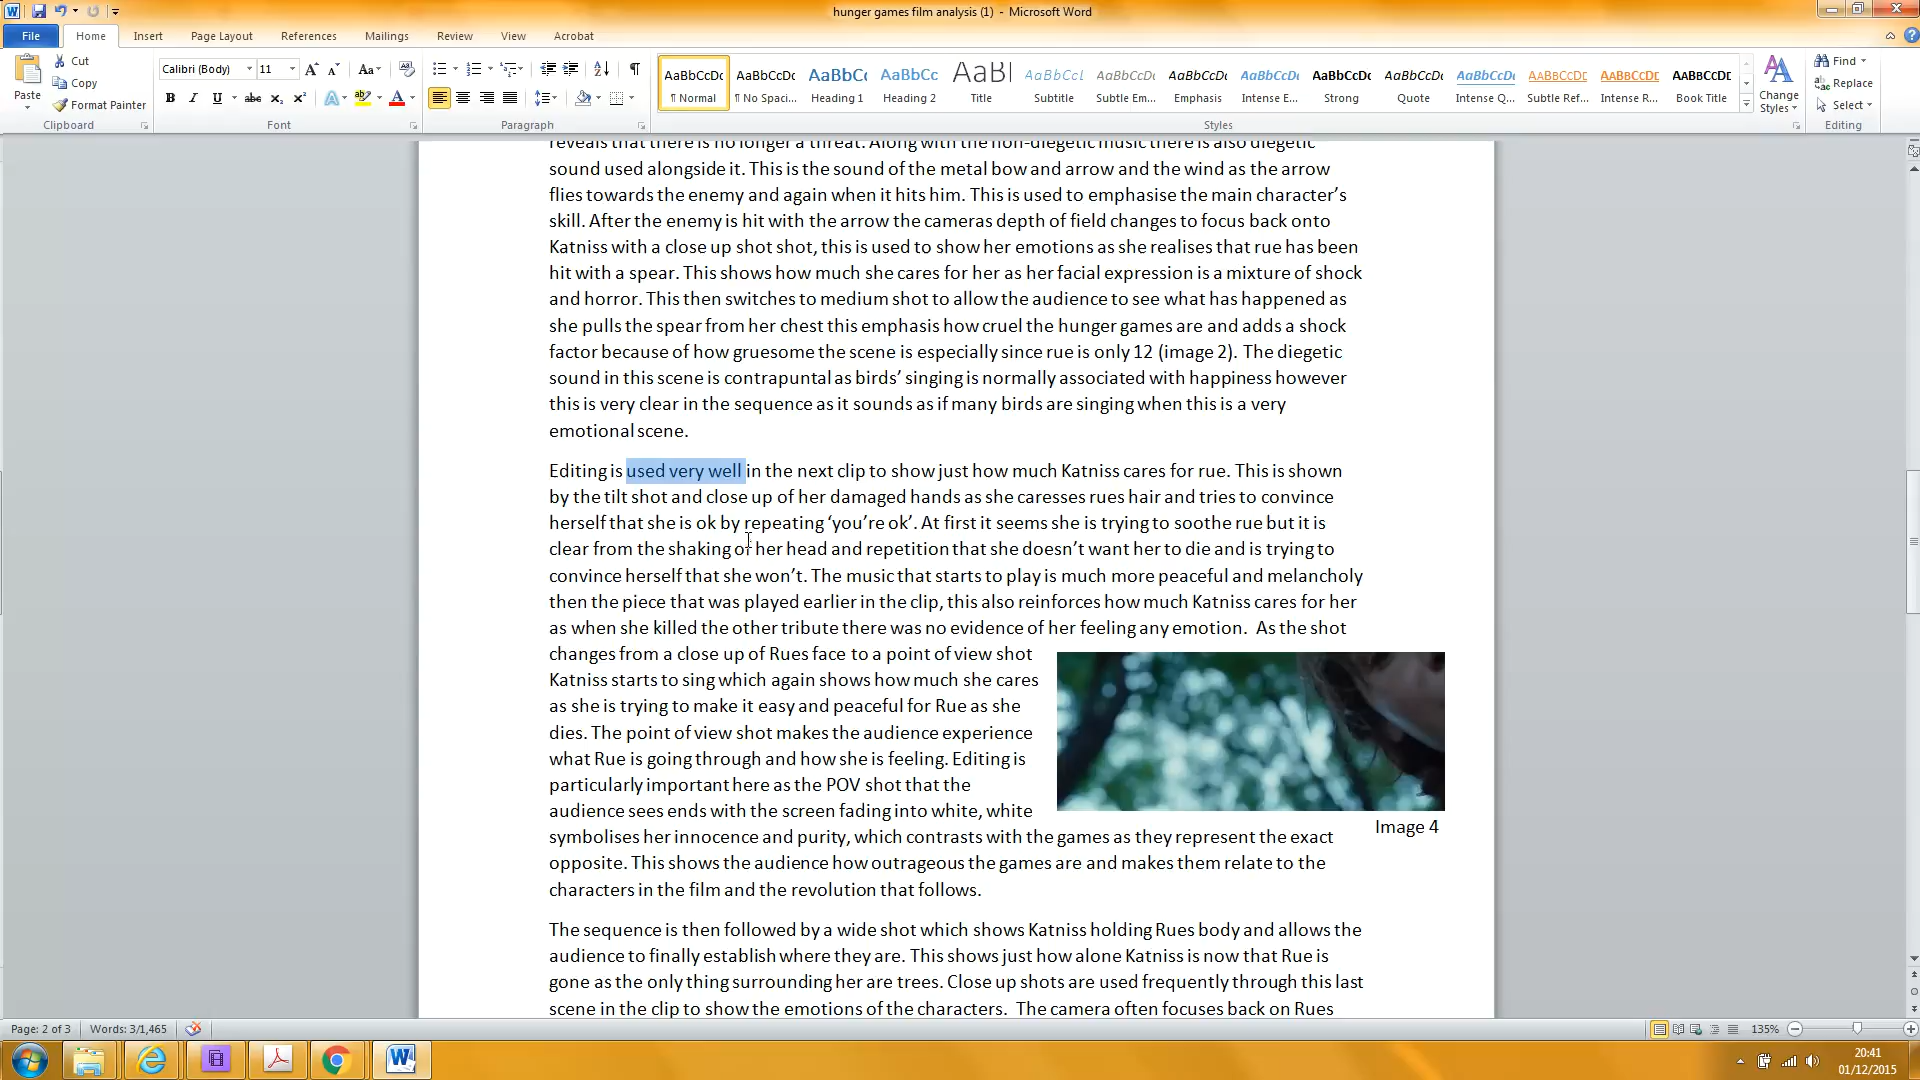 hunger games film analysis (1) - Microsoft Word
File Home Insert Page Layout References Mailings Review View Acrobat
Paste
Cut
Copy
Format Painter
Clipboard
Calibri (Body) 11
Font
Paragraph
AaBbCcDc AaBbCcDc AaBbCc AaBbCc AaBl AaBbCcL AaBbCcDc AaBbCcDc AaBbCcDc AaBbCcDc AaBbCcDc AaBbCcDc AaBbCcDc AaBbCcDc AaBbCcDc
¶ Normal ¶ No Spaci... Heading 1 Heading 2 Title Subtitle Subtle Em... Emphasis Intense E... Strong Quote Intense Q... Subtle Ref... Intense R... Book Title
Styles
Change Styles
Find
Replace
Select
Editing
reveals that there is no longer a threat. Along with the non-diegetic music there is also diegetic
sound used alongside it. This is the sound of the metal bow and arrow and the wind as the arrow
flies towards the enemy and again when it hits him. This is used to emphasise the main character’s
skill. After the enemy is hit with the arrow the cameras depth of field changes to focus back onto
Katniss with a close up shot shot, this is used to show her emotions as she realises that rue has been
hit with a spear. This shows how much she cares for her as her facial expression is a mixture of shock
and horror. This then switches to medium shot to allow the audience to see what has happened as
she pulls the spear from her chest this emphasis how cruel the hunger games are and adds a shock
factor because of how gruesome the scene is especially since rue is only 12 (image 2). The diegetic
sound in this scene is contrapuntal as birds’ singing is normally associated with happiness however
this is very clear in the sequence as it sounds as if many birds are singing when this is a very
emotional scene.
Editing is used very well in the next clip to show just how much Katniss cares for rue. This is shown
by the tilt shot and close up of her damaged hands as she caresses rues hair and tries to convince
herself that she is ok by repeating ‘you’re ok’. At first it seems she is trying to soothe rue but it is
clear from the shaking of her head and repetition that she doesn’t want her to die and is trying to
convince herself that she won’t. The music that starts to play is much more peaceful and melancholy
then the piece that was played earlier in the clip, this also reinforces how much Katniss cares for her
as when she killed the other tribute there was no evidence of her feeling any emotion. As the shot
changes from a close up of Rues face to a point of view shot
Katniss starts to sing which again shows how much she cares
as she is trying to make it easy and peaceful for Rue as she
dies. The point of view shot makes the audience experience
what Rue is going through and how she is feeling. Editing is
particularly important here as the POV shot that the
audience sees ends with the screen fading into white, white
symbolises her innocence and purity, which contrasts with the games as they represent the exact
opposite. This shows the audience how outrageous the games are and makes them relate to the
characters in the film and the revolution that follows.
Image 4
The sequence is then followed by a wide shot which shows Katniss holding Rues body and allows the
audience to finally establish where they are. This shows just how alone Katniss is now that Rue is
gone as the only thing surrounding her are trees. Close up shots are used frequently through this last
scene in the clip to show the emotions of the characters. The camera often focuses back on Rues
Page: 2 of 3 Words: 3/1,465 135%
20:41
01/12/2015